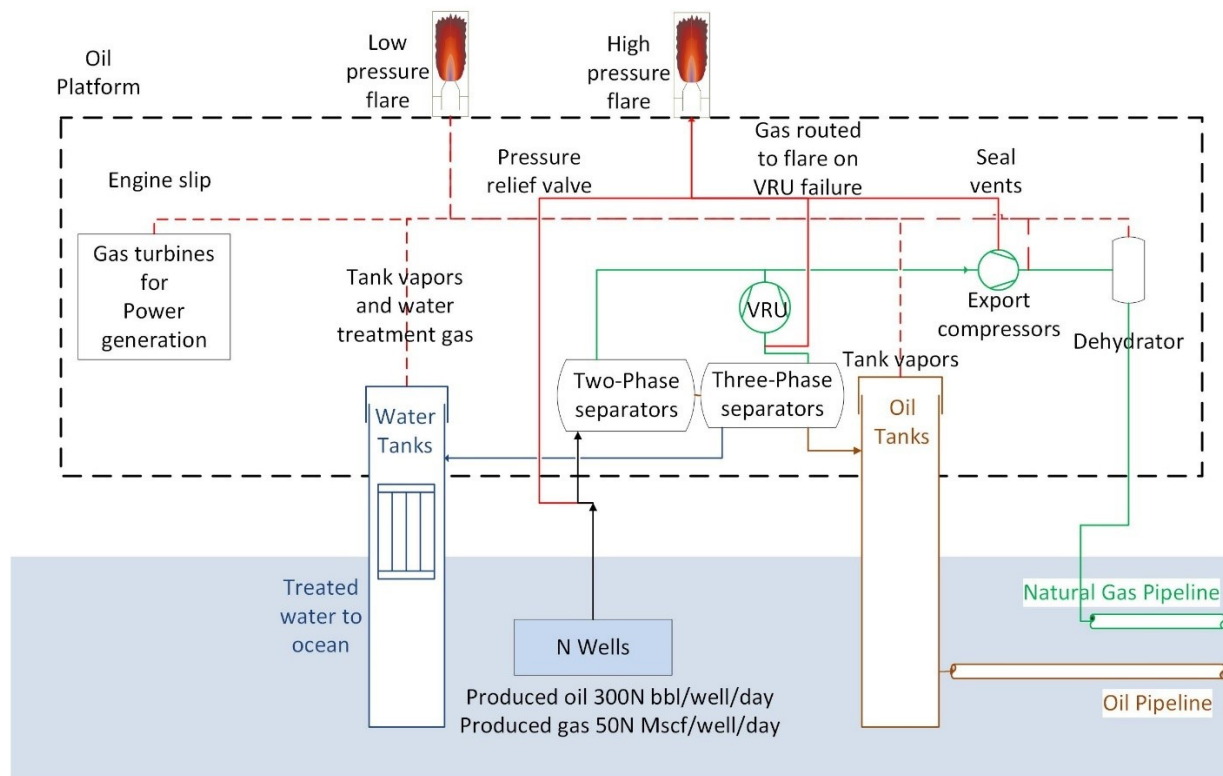 Oil
Platform
Low
pressure
flare
High
pressure
flare
Engine slip
Pressure
relief valve
Gas routed
to flare on
VRU failure
Seal
vents
Gas turbines
for
Power
generation
Tank vapors
and water
treatment gas
VRU
Export
compressors
Dehydrator
Two-Phase
separators
Three-Phase
separators
Tank vapors
Water
Tanks
Oil
Tanks
Treated
water to
ocean
N Wells
Produced oil 300N bbl/well/day
Produced gas 50N Mscf/well/day
Natural Gas Pipeline
Oil Pipeline